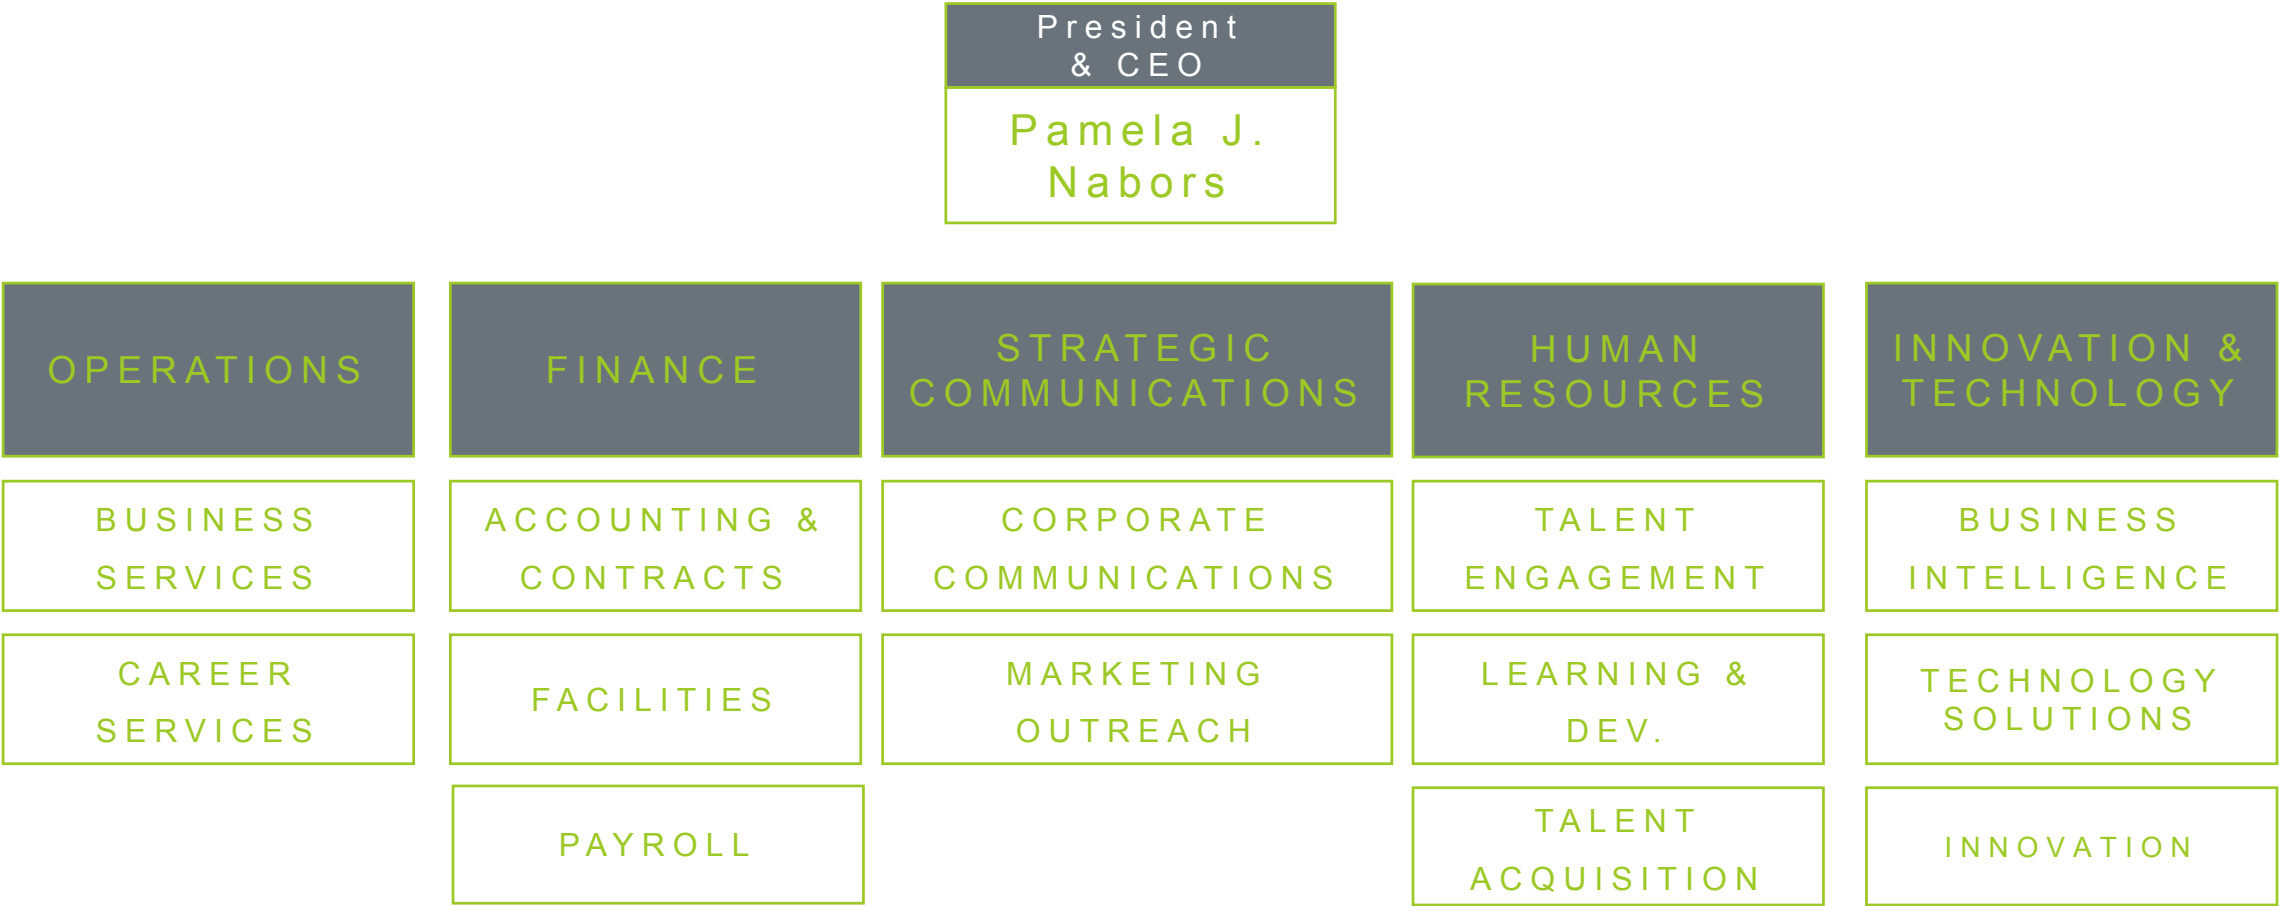 President
& CEO
Pamela J.
Nabors
OPERATIONS
BUSINESS
SERVICES
CAREER
SERVICES
FINANCE
ACCOUNTING &
CONTRACTS
FACILITIES
PAYROLL
STRATEGIC
COMMUNICATIONS
CORPORATE
COMMUNICATIONS
MARKETING
OUTREACH
HUMAN
RESOURCES
TALENT
ENGAGEMENT
LEARNING &
DEV.
TALENT
ACQUISITION
INNOVATION &
TECHNOLOGY
BUSINESS
INTELLIGENCE
TECHNOLOGY
SOLUTIONS
INNOVATION